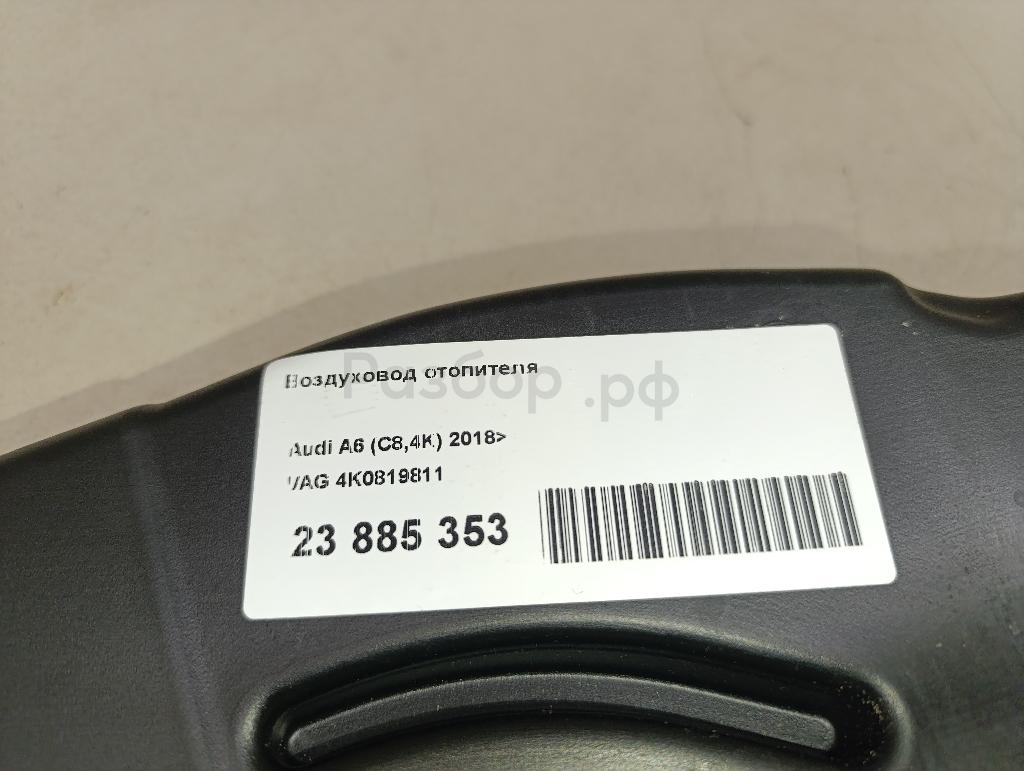 Воздуховод отопителя
Разбор.рф
Audi A6 (C8,4K) 2018>
VAG 4K0819811
23 885 353